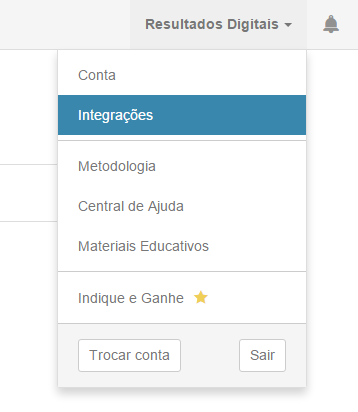 Resultados Digitais
Conta
Integrações
Metodologia
Central de Ajuda
Materiais Educativos
Indique e Ganhe
Trocar conta Sair